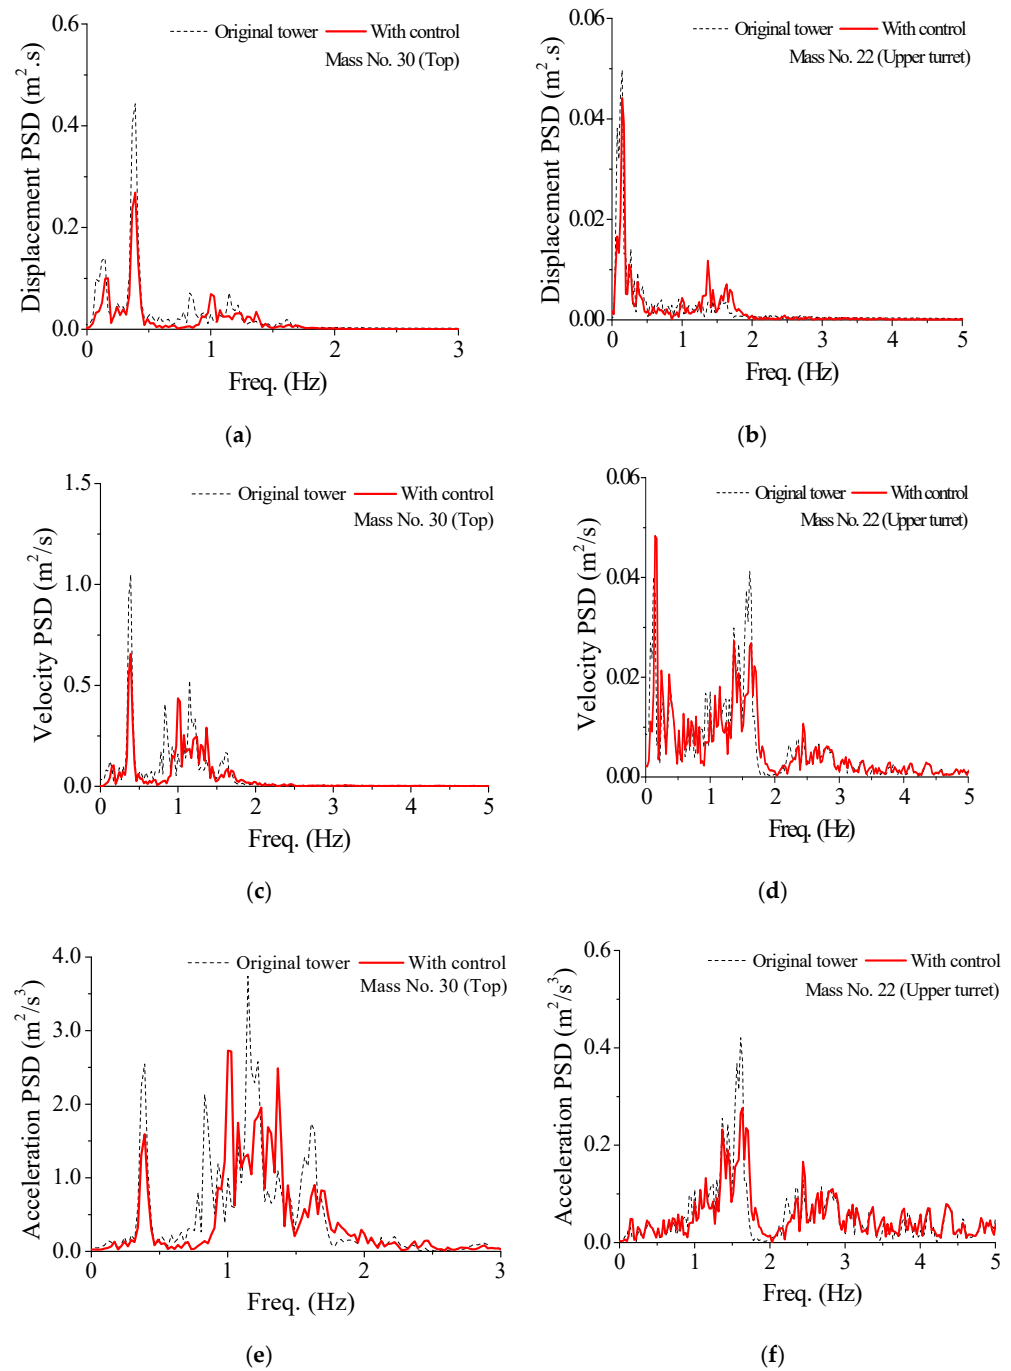 0.6
0.4
0.2
0.0
Displacement PSD (m².s)
Original tower
With control
Mass No. 30 (Top)
0
1
2
3
Freq. (Hz)
(a)
0.06
0.04
0.02
0.00
Displacement PSD (m².s)
Original tower
With control
Mass No. 22 (Upper turret)
0
1
2
3
4
5
Freq. (Hz)
(b)
1.5
1.0
0.5
0.0
Velocity PSD (m²/s)
Original tower
With control
Mass No. 30 (Top)
0
1
2
3
4
5
Freq. (Hz)
(c)
0.06
0.04
0.02
0.00
Velocity PSD (m²/s)
Original tower
With control
Mass No. 22 (Upper turret)
0
1
2
3
4
5
Freq. (Hz)
(d)
4.0
3.0
2.0
1.0
0.0
Acceleration PSD (m²/s³)
Original tower
With control
Mass No. 30 (Top)
0
1
2
3
Freq. (Hz)
(e)
0.6
0.4
0.2
0.0
Acceleration PSD (m²/s³)
Original tower
With control
Mass No. 22 (Upper turret)
0
1
2
3
4
5
Freq. (Hz)
(f)